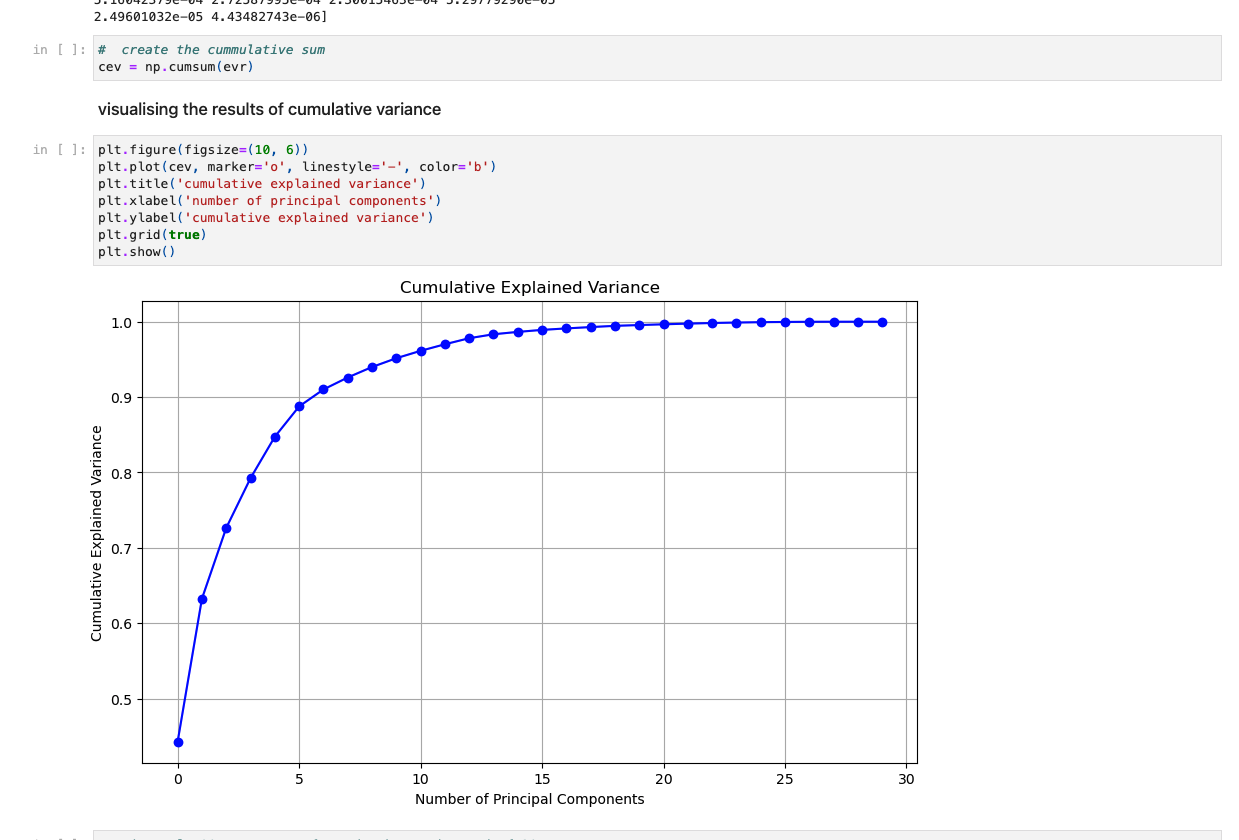 2.49601032e-05 4.43482743e-06]
in [ ]:
#  create the cummulative sum
cev = np.cumsum(evr)
visualising the results of cumulative variance
in [ ]:
plt.figure(figsize=(10, 6))
plt.plot(cev, marker='o', linestyle='-', color='b')
plt.title('cumulative explained variance')
plt.xlabel('number of principal components')
plt.ylabel('cumulative explained variance')
plt.grid(true)
plt.show()
Cumulative Explained Variance
1.0
0.9
0.8
0.7
0.6
0.5
Cumulative Explained Variance
0 5 10 15 20 25 30
Number of Principal Components